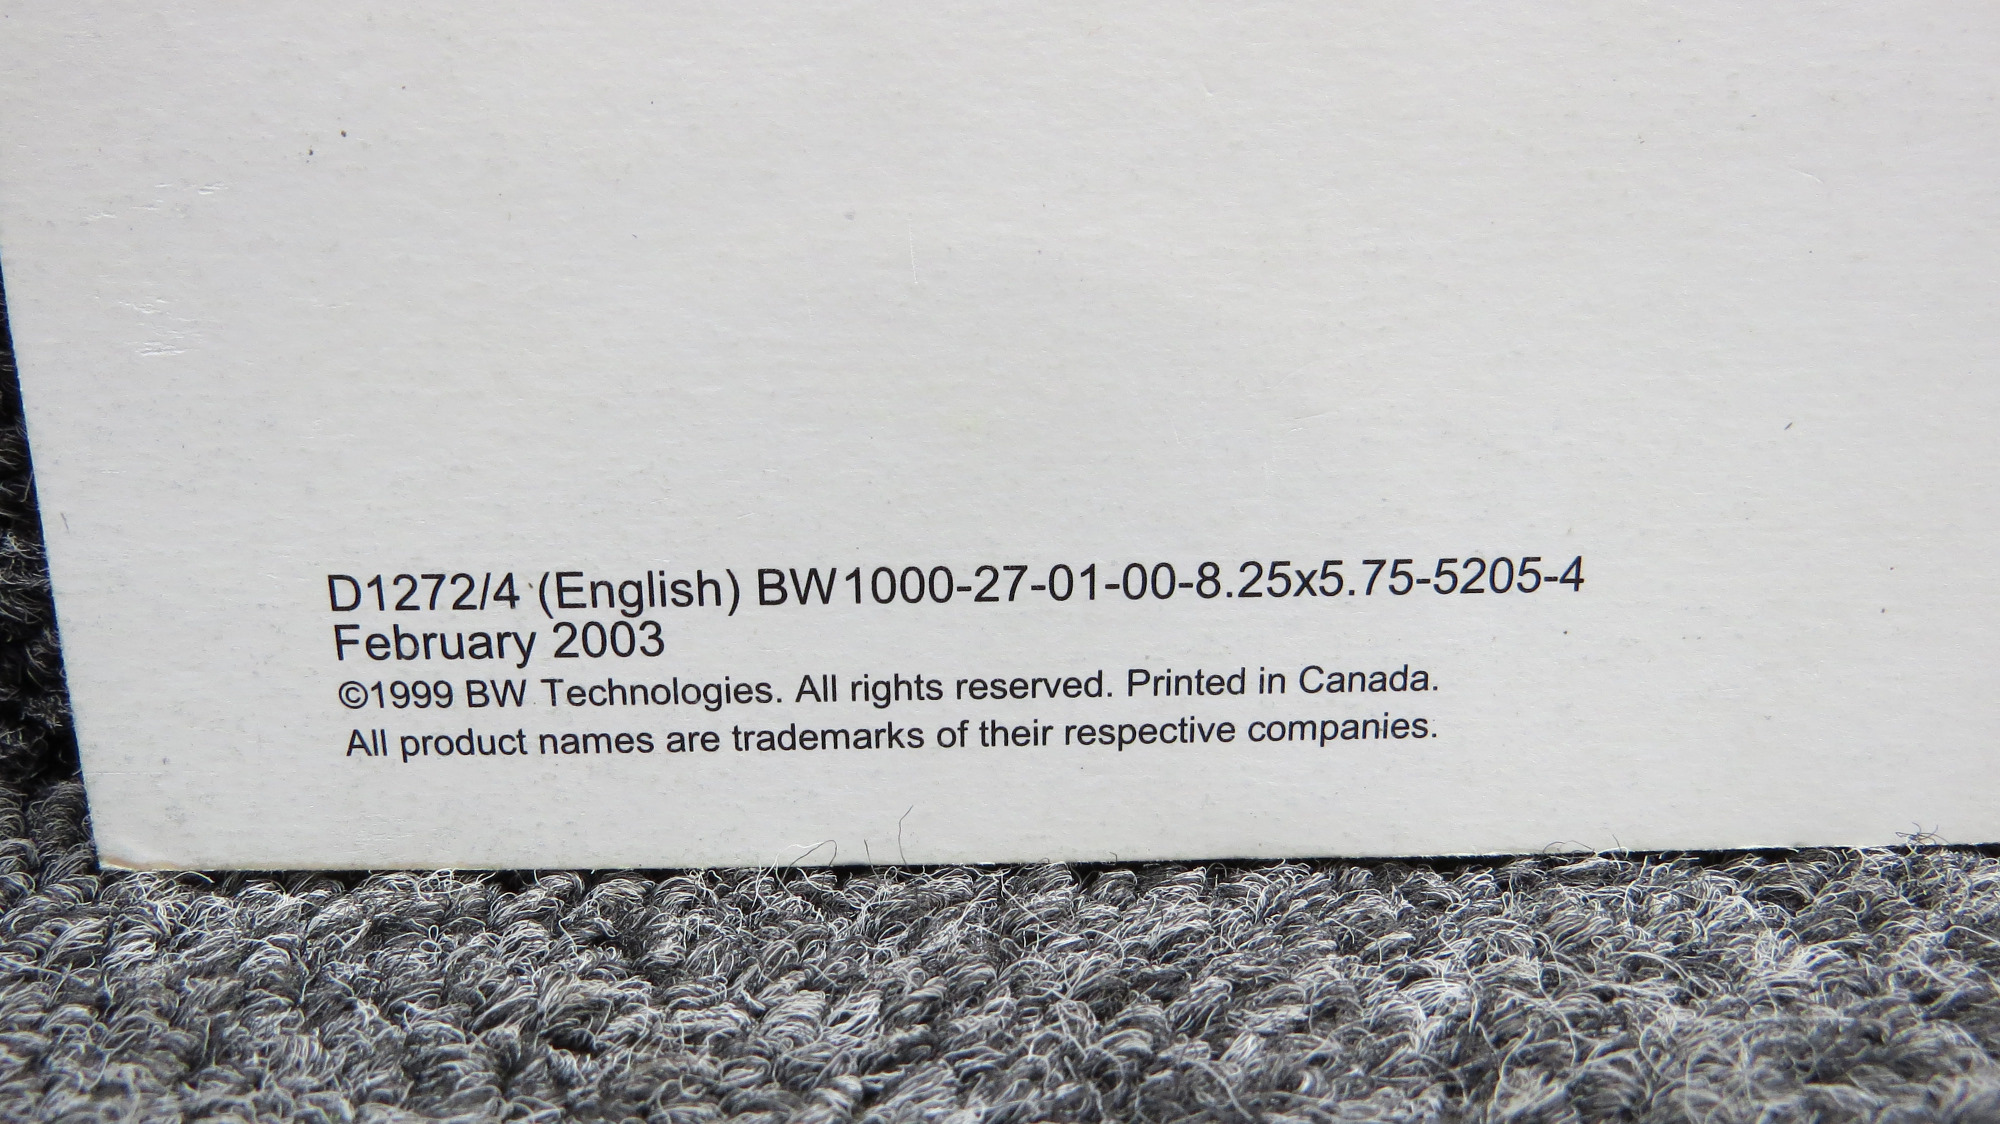 D1272/4 (English) BW1000-27-01-00-8.25x5.75-5205-4
February 2003
©1999 BW Technologies. All rights reserved. Printed in Canada.
All product names are trademarks of their respective companies.